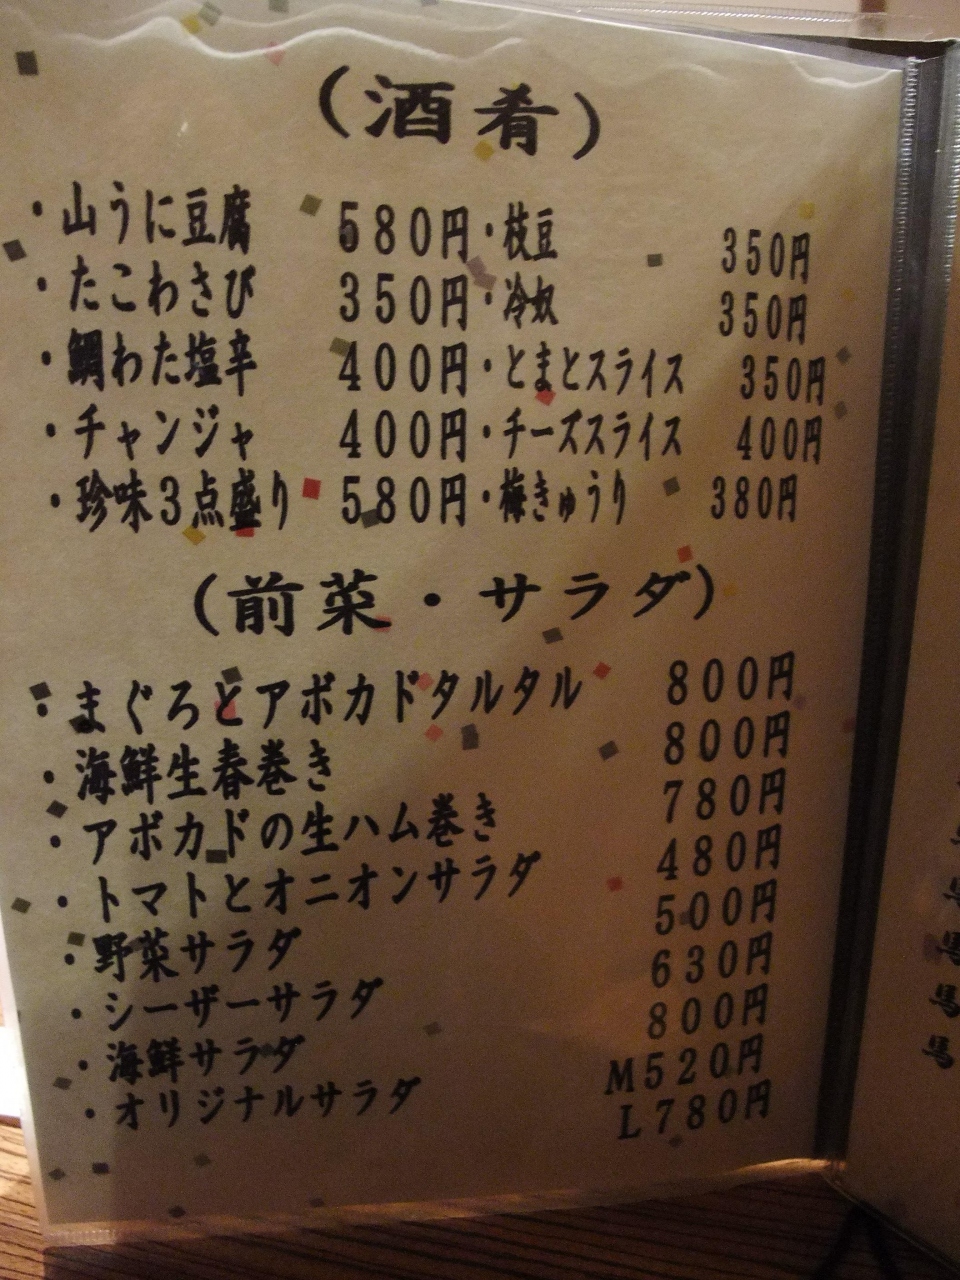 (酒肴)
・山うに豆腐 580円・枝豆 350円
・たこわさび 350円・冷奴 350円
・鯛わた塩辛 400円・とまとスライス 350円
・チャンジャ 400円・チーズスライス 400円
・珍味3点盛り 580円・梅きゅうり 380円
(前菜・サラダ)
・まぐろとアボカドタルタル 800円
・海鮮生春巻き 800円
・アボカドの生ハム巻き 780円
・トマトとオニオンサラダ 480円
・野菜サラダ 500円
・シーザーサラダ 630円
・海鮮サラダ 800円
・オリジナルサラダ M520円
L780円
馬
馬
馬